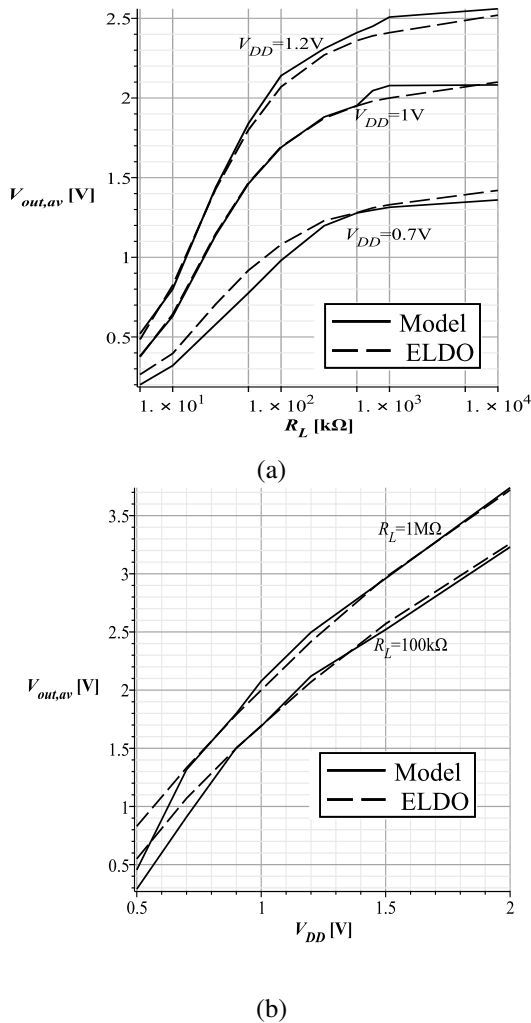 2.5
V_DD=1.2V
2
V_DD=1V
V_out,av [V]
1.5
V_DD=0.7V
1
0.5
Model
ELDO
1. × 10^1 1. × 10^2 1. × 10^3 1. × 10^4
R_L [kΩ]
(a)
3.5
R_L=1MΩ
3
2.5
R_L=100kΩ
V_out,av [V]
2
1.5
1
Model
ELDO
0.5
0.5 1 1.5 2
V_DD [V]
(b)